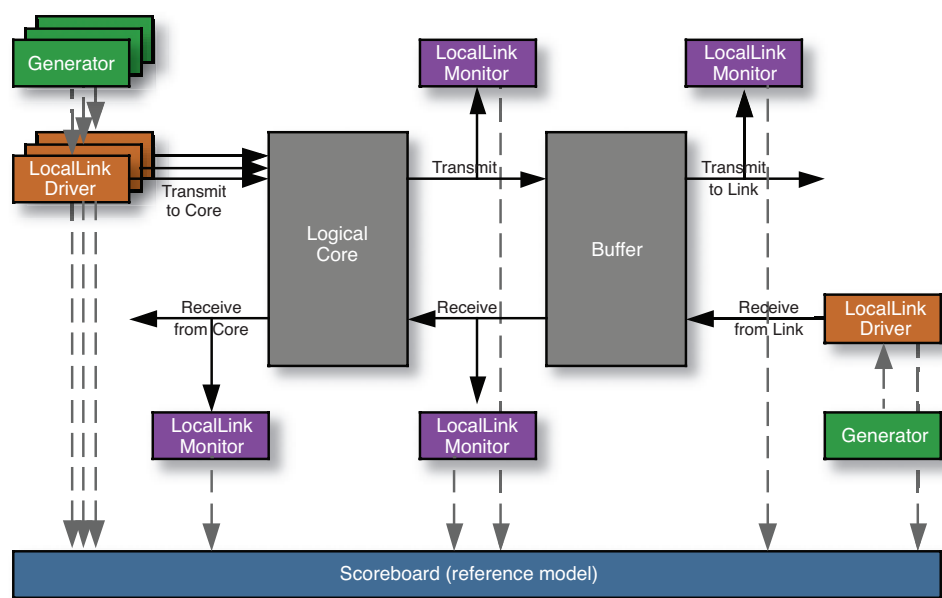 Generator
LocalLink
Monitor
LocalLink
Monitor
LocalLink
Driver
Transmit
to Core
Logical
Core
Transmit
Buffer
Transmit
to Link
Receive
from Core
Receive
Receive
from Link
LocalLink
Driver
LocalLink
Monitor
LocalLink
Monitor
Generator
Scoreboard (reference model)